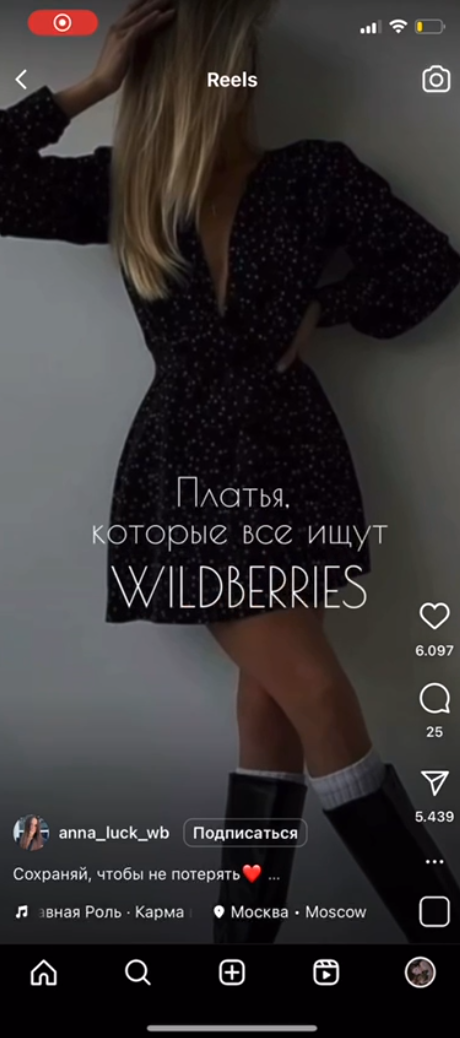 Reels
Платья,
которые все ищут
WILDBERRIES
6.097
25
5.439
anna_luck_wb
Подписаться
Сохраняй, чтобы не потерять❤️ ...
авная Роль · Карма
Москва • Moscow